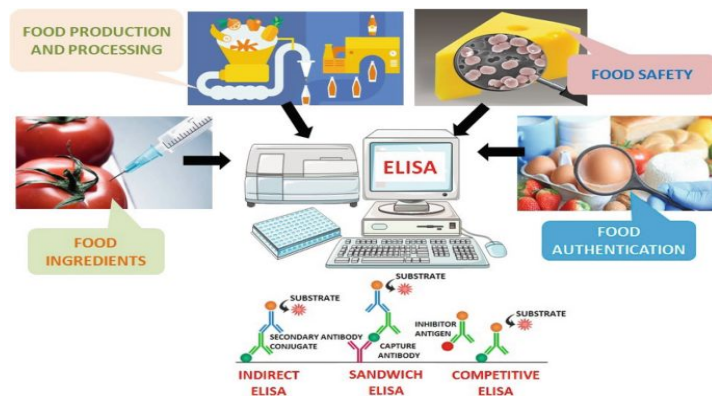 FOOD PRODUCTION
AND PROCESSING
FOOD SAFETY
ELISA
FOOD
INGREDIENTS
FOOD
AUTHENTICATION
SUBSTRATE
SECONDARY ANTIBODY
CONJUGATE
SUBSTRATE
CAPTURE
ANTIBODY
INHIBITOR
ANTIGEN
SUBSTRATE
INDIRECT
ELISA
SANDWICH
ELISA
COMPETITIVE
ELISA